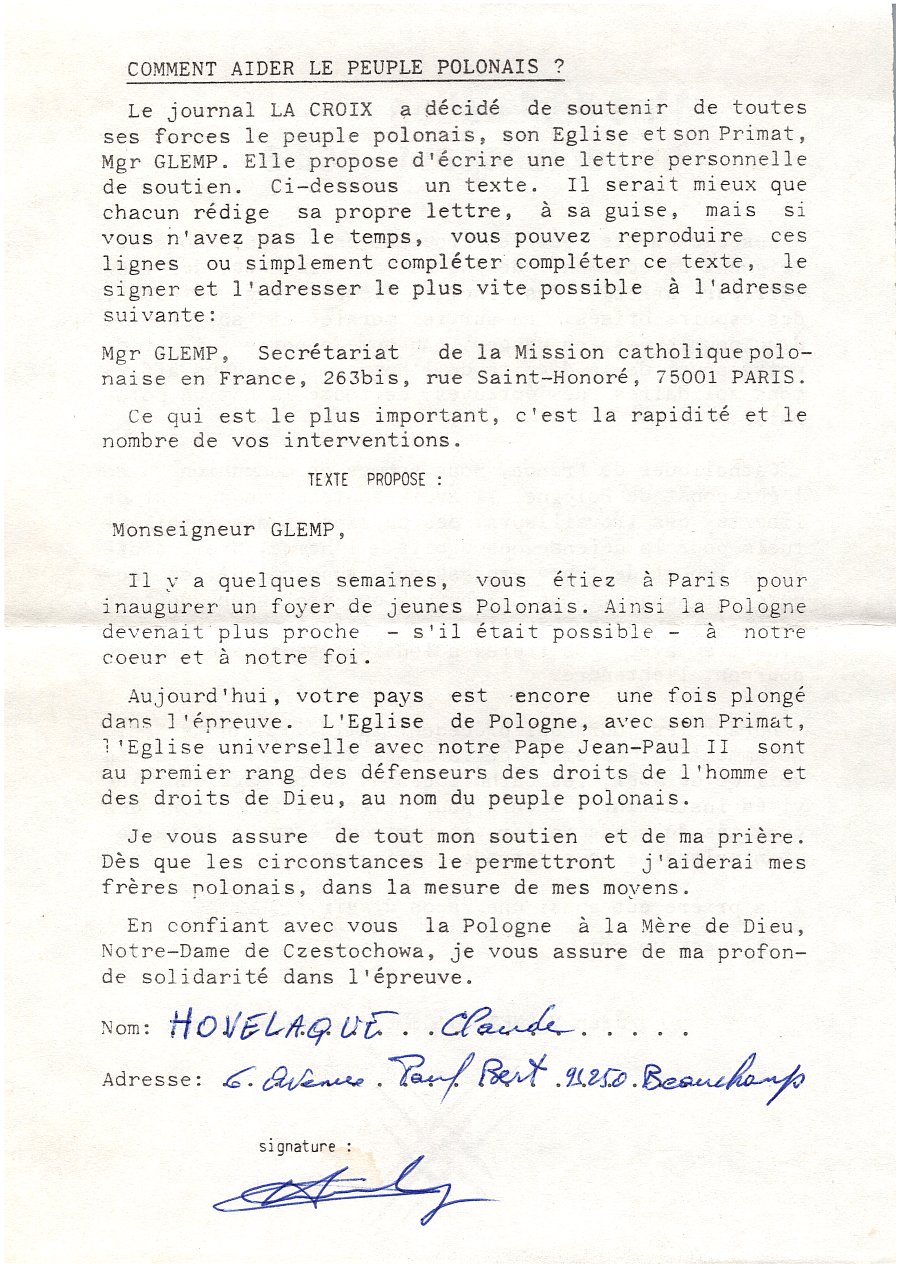 COMMENT AIDER LE PEUPLE POLONAIS ?
Le journal LA CROIX a décidé de soutenir de toutes
ses forces le peuple polonais, son Eglise et son Primat,
Mgr GLEMP. Elle propose d'écrire une lettre personnelle
de soutien. Ci-dessous un texte. Il serait mieux que
chacun rédige sa propre lettre, à sa guise, mais si
vous n'avez pas le temps, vous pouvez reproduire ces
lignes ou simplement compléter compléter ce texte, le
signer et l'adresser le plus vite possible à l'adresse
suivante:
Mgr GLEMP, Secrétariat de la Mission catholique polo-
naise en France, 263bis, rue Saint-Honoré, 75001 PARIS.
Ce qui est le plus important, c'est la rapidité et le
nombre de vos interventions.
TEXTE PROPOSE :
Monseigneur GLEMP,
Il y a quelques semaines, vous étiez à Paris pour
inaugurer un foyer de jeunes Polonais. Ainsi la Pologne
devenait plus proche - s'il était possible - à notre
coeur et à notre foi.
Aujourd'hui, votre pays est encore une fois plongé
dans l'épreuve. L'Eglise de Pologne, avec son Primat,
l'Eglise universelle avec notre Pape Jean-Paul II sont
au premier rang des défenseurs des droits de l'homme et
des droits de Dieu, au nom du peuple polonais.
Je vous assure de tout mon soutien et de ma prière.
Dès que les circonstances le permettront j'aiderai mes
frères polonais, dans la mesure de mes moyens.
En confiant avec vous la Pologne à la Mère de Dieu,
Notre-Dame de Czestochowa, je vous assure de ma profon-
de solidarité dans l'épreuve.
Nom: HOVELAQUE . . Claude . . . . .
Adresse: 6. Avenue . Paul Bert . 95250 . Beauchamp
signature :